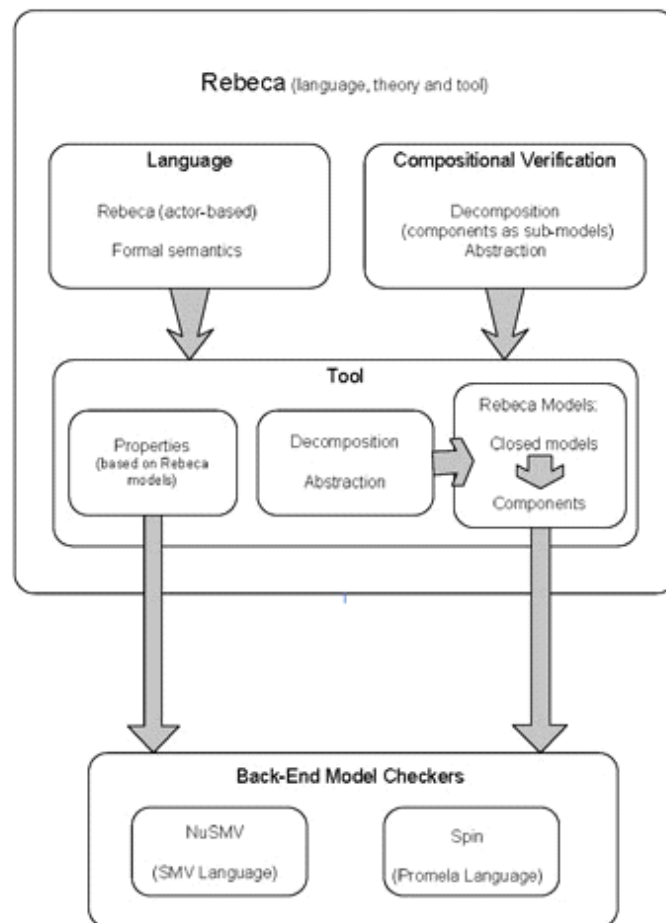 Rebeca (language, theory and tool)
Language
Rebeca (actor-based)
Formal semantics
Compositional Verification
Decomposition
(components as sub-models)
Abstraction
Tool
Properties
(based on Rebeca
models)
Decomposition
Abstraction
Rebeca Models:
Closed models
Components
Back-End Model Checkers
NuSMV
(SMV Language)
Spin
(Promela Language)